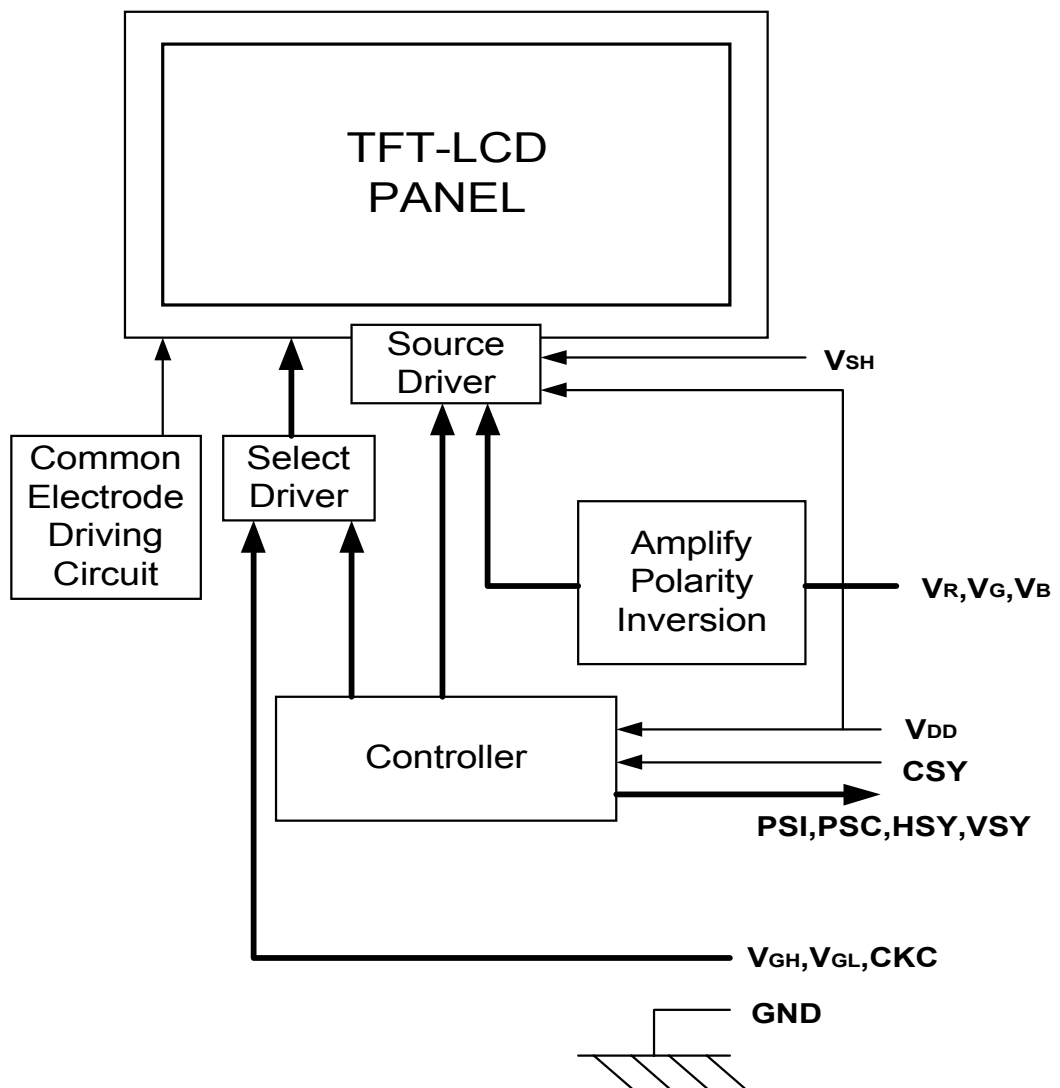 TFT-LCD
PANEL
Source
Driver
VSH
Common
Electrode
Driving
Circuit
Select
Driver
Amplify
Polarity
Inversion
VR,VG,VB
Controller
VDD
CSY
PSI,PSC,HSY,VSY
VGH,VGL,CKC
GND